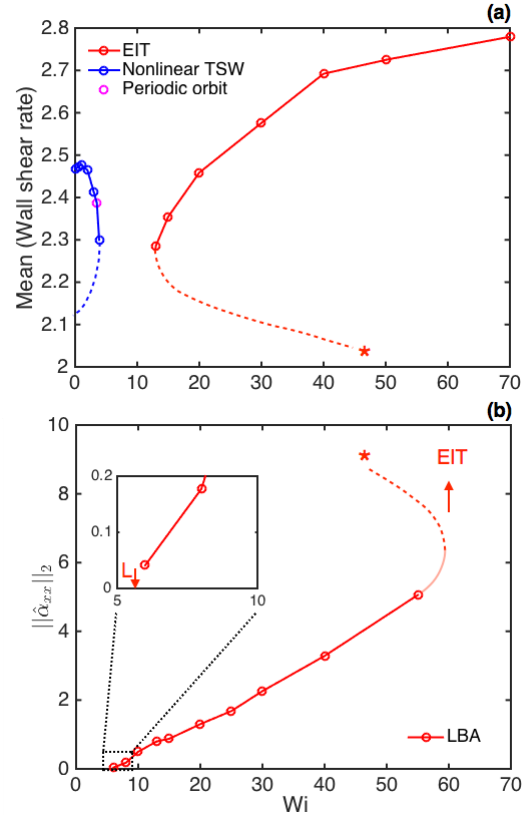 (a)
2.8
2.7
2.6
2.5
2.4
2.3
2.2
2.1
2
Mean (Wall shear rate)
EIT
Nonlinear TSW
Periodic orbit
*
0 10 20 30 40 50 60 70
(b)
10
8
6
4
2
0
||α̂xx||2
*
EIT
0.2
0.1
0
L
5 10
LBA
0 10 20 30 40 50 60 70
Wi